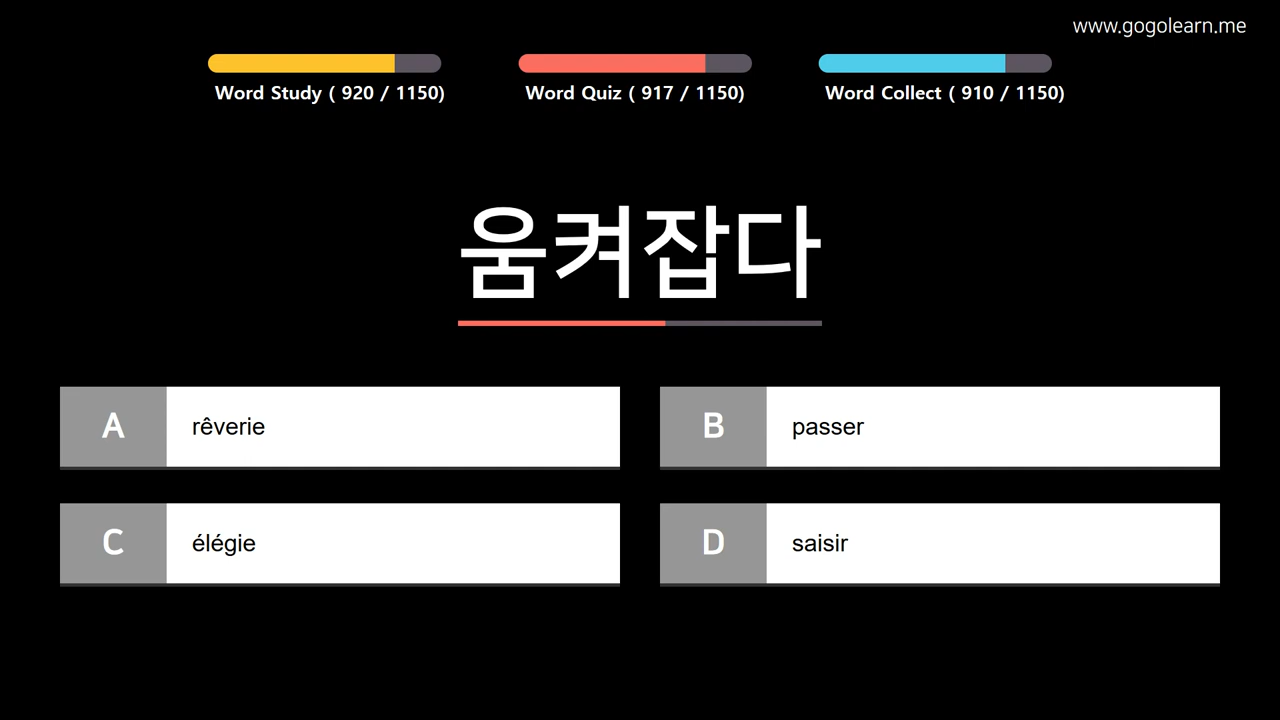 www.gogolearn.me
Word Study ( 920 / 1150)
Word Quiz ( 917 / 1150)
Word Collect ( 910 / 1150)
움켜잡다
A rêverie
B passer
C élégie
D saisir